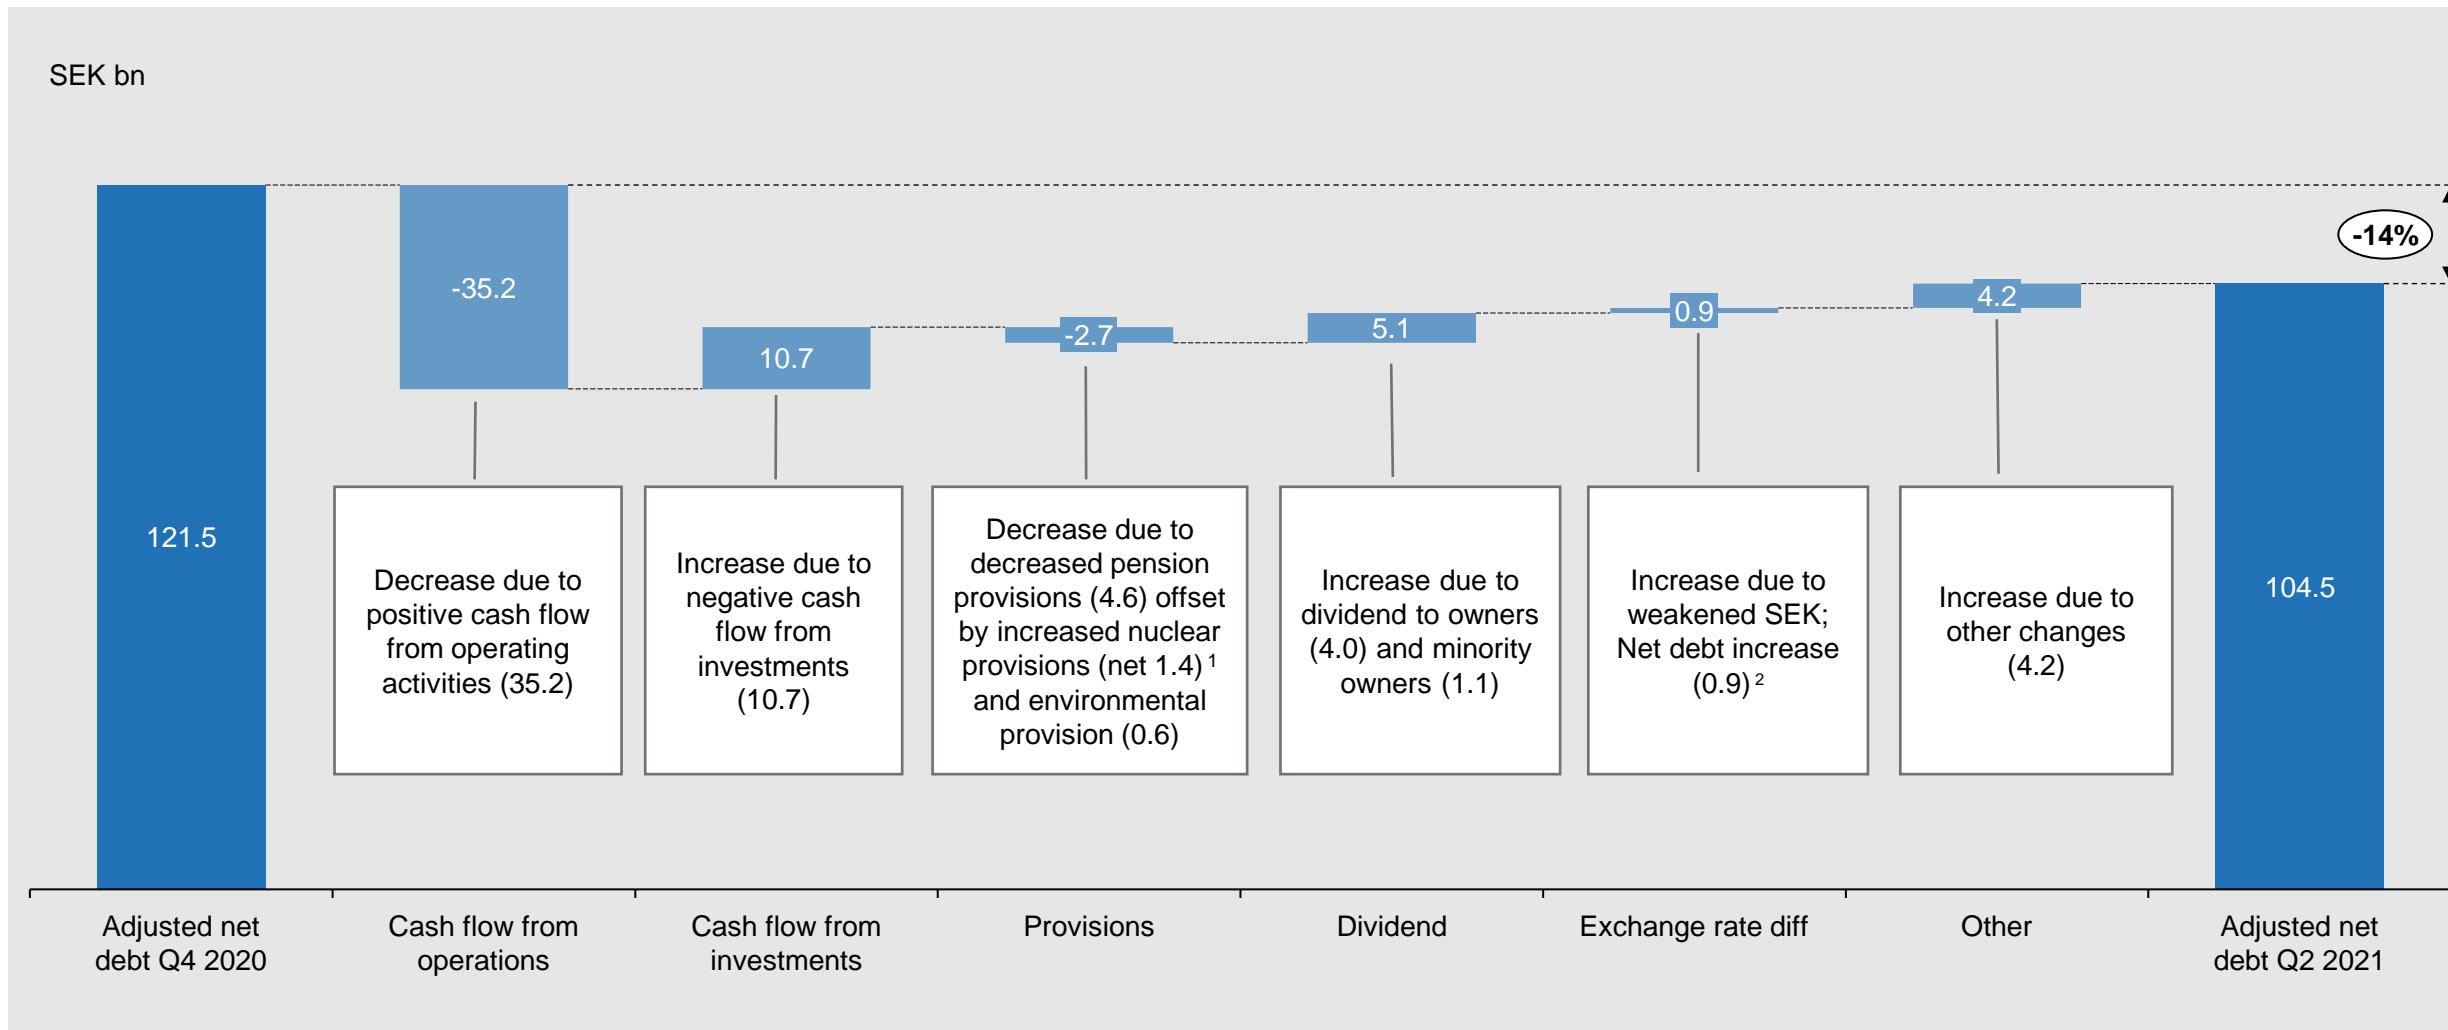 SEK bn
-14%
-35.2
10.7
-2.7
5.1
0.9
4.2
121.5
104.5
Decrease due to
positive cash flow
from operating
activities (35.2)
Increase due to
negative cash
flow from
investments
(10.7)
Decrease due to
decreased pension
provisions (4.6) offset
by increased nuclear
provisions (net 1.4) 1
and environmental
provision (0.6)
Increase due to
dividend to owners
(4.0) and minority
owners (1.1)
Increase due to
weakened SEK;
Net debt increase
(0.9) 2
Increase due to
other changes
(4.2)
Adjusted net
debt Q4 2020
Cash flow from
operations
Cash flow from
investments
Provisions
Dividend
Exchange rate diff
Other
Adjusted net
debt Q2 2021